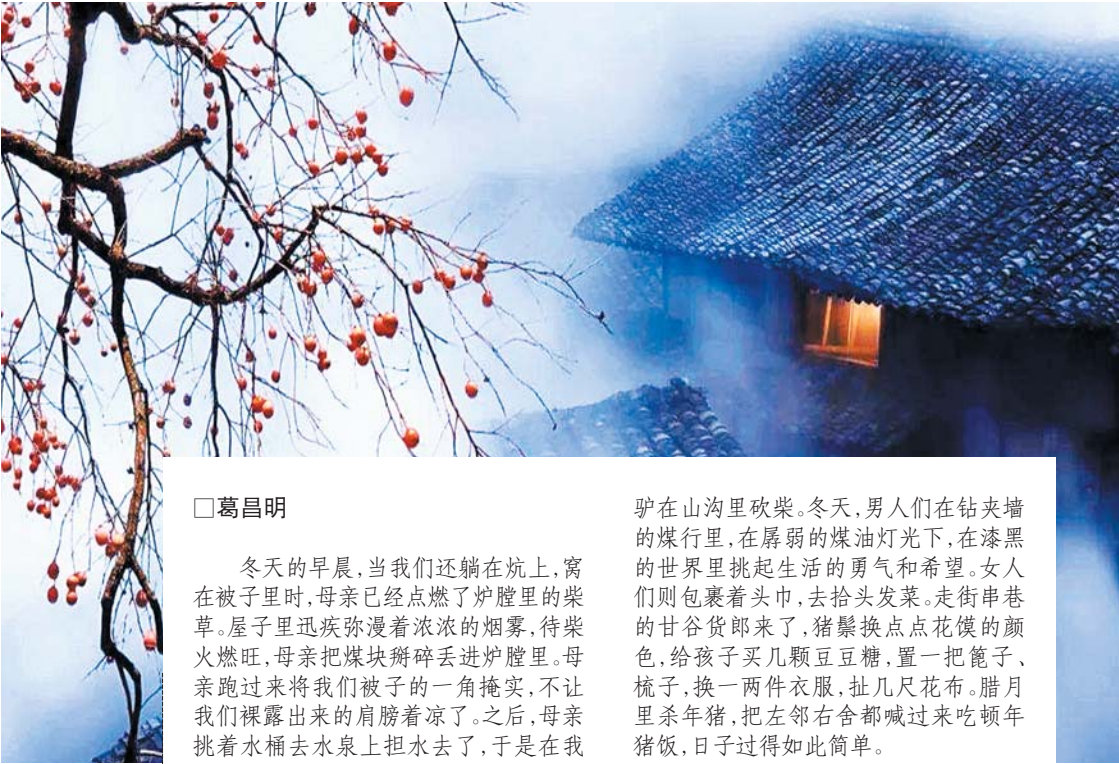 □葛昌明
冬天的早晨,当我们还躺在炕上,窝
在被子里时,母亲已经点燃了炉膛里的柴
草。屋子里迅疾弥漫着浓浓的烟雾,待柴
火燃旺,母亲把煤块掰碎丢进炉膛里。母
亲跑过来将我们被子的一角掩实,不让
我们裸露出来的肩膀着凉了。之后,母亲
挑着水桶去水泉上担水去了,于是在我
驴在山沟里砍柴。冬天,男人们在钻夹墙
的煤行里,在孱弱的煤油灯光下,在漆黑
的世界里挑起生活的勇气和希望。女人
们则包裹着头巾,去拾头发菜。走街串巷
的甘谷货郎来了,猪鬃换点点花馍的颜
色,给孩子买几颗豆豆糖,置一把篦子、
梳子,换一两件衣服,扯几尺花布。腊月
里杀年猪,把左邻右舍都喊过来吃顿年
猪饭,日子过得如此简单。